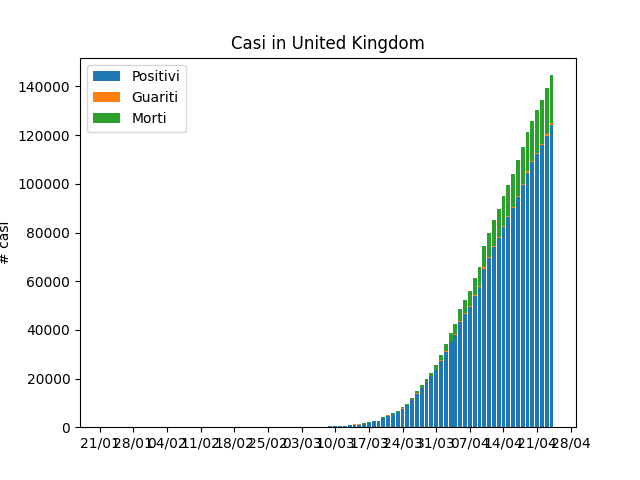 Casi in United Kingdom
Positivi
Guariti
Morti
# casi
140000
120000
100000
80000
60000
40000
20000
0
21/01 28/01 04/02 11/02 18/02 25/02 03/03 10/03 17/03 24/03 31/03 07/04 14/04 21/04 28/04